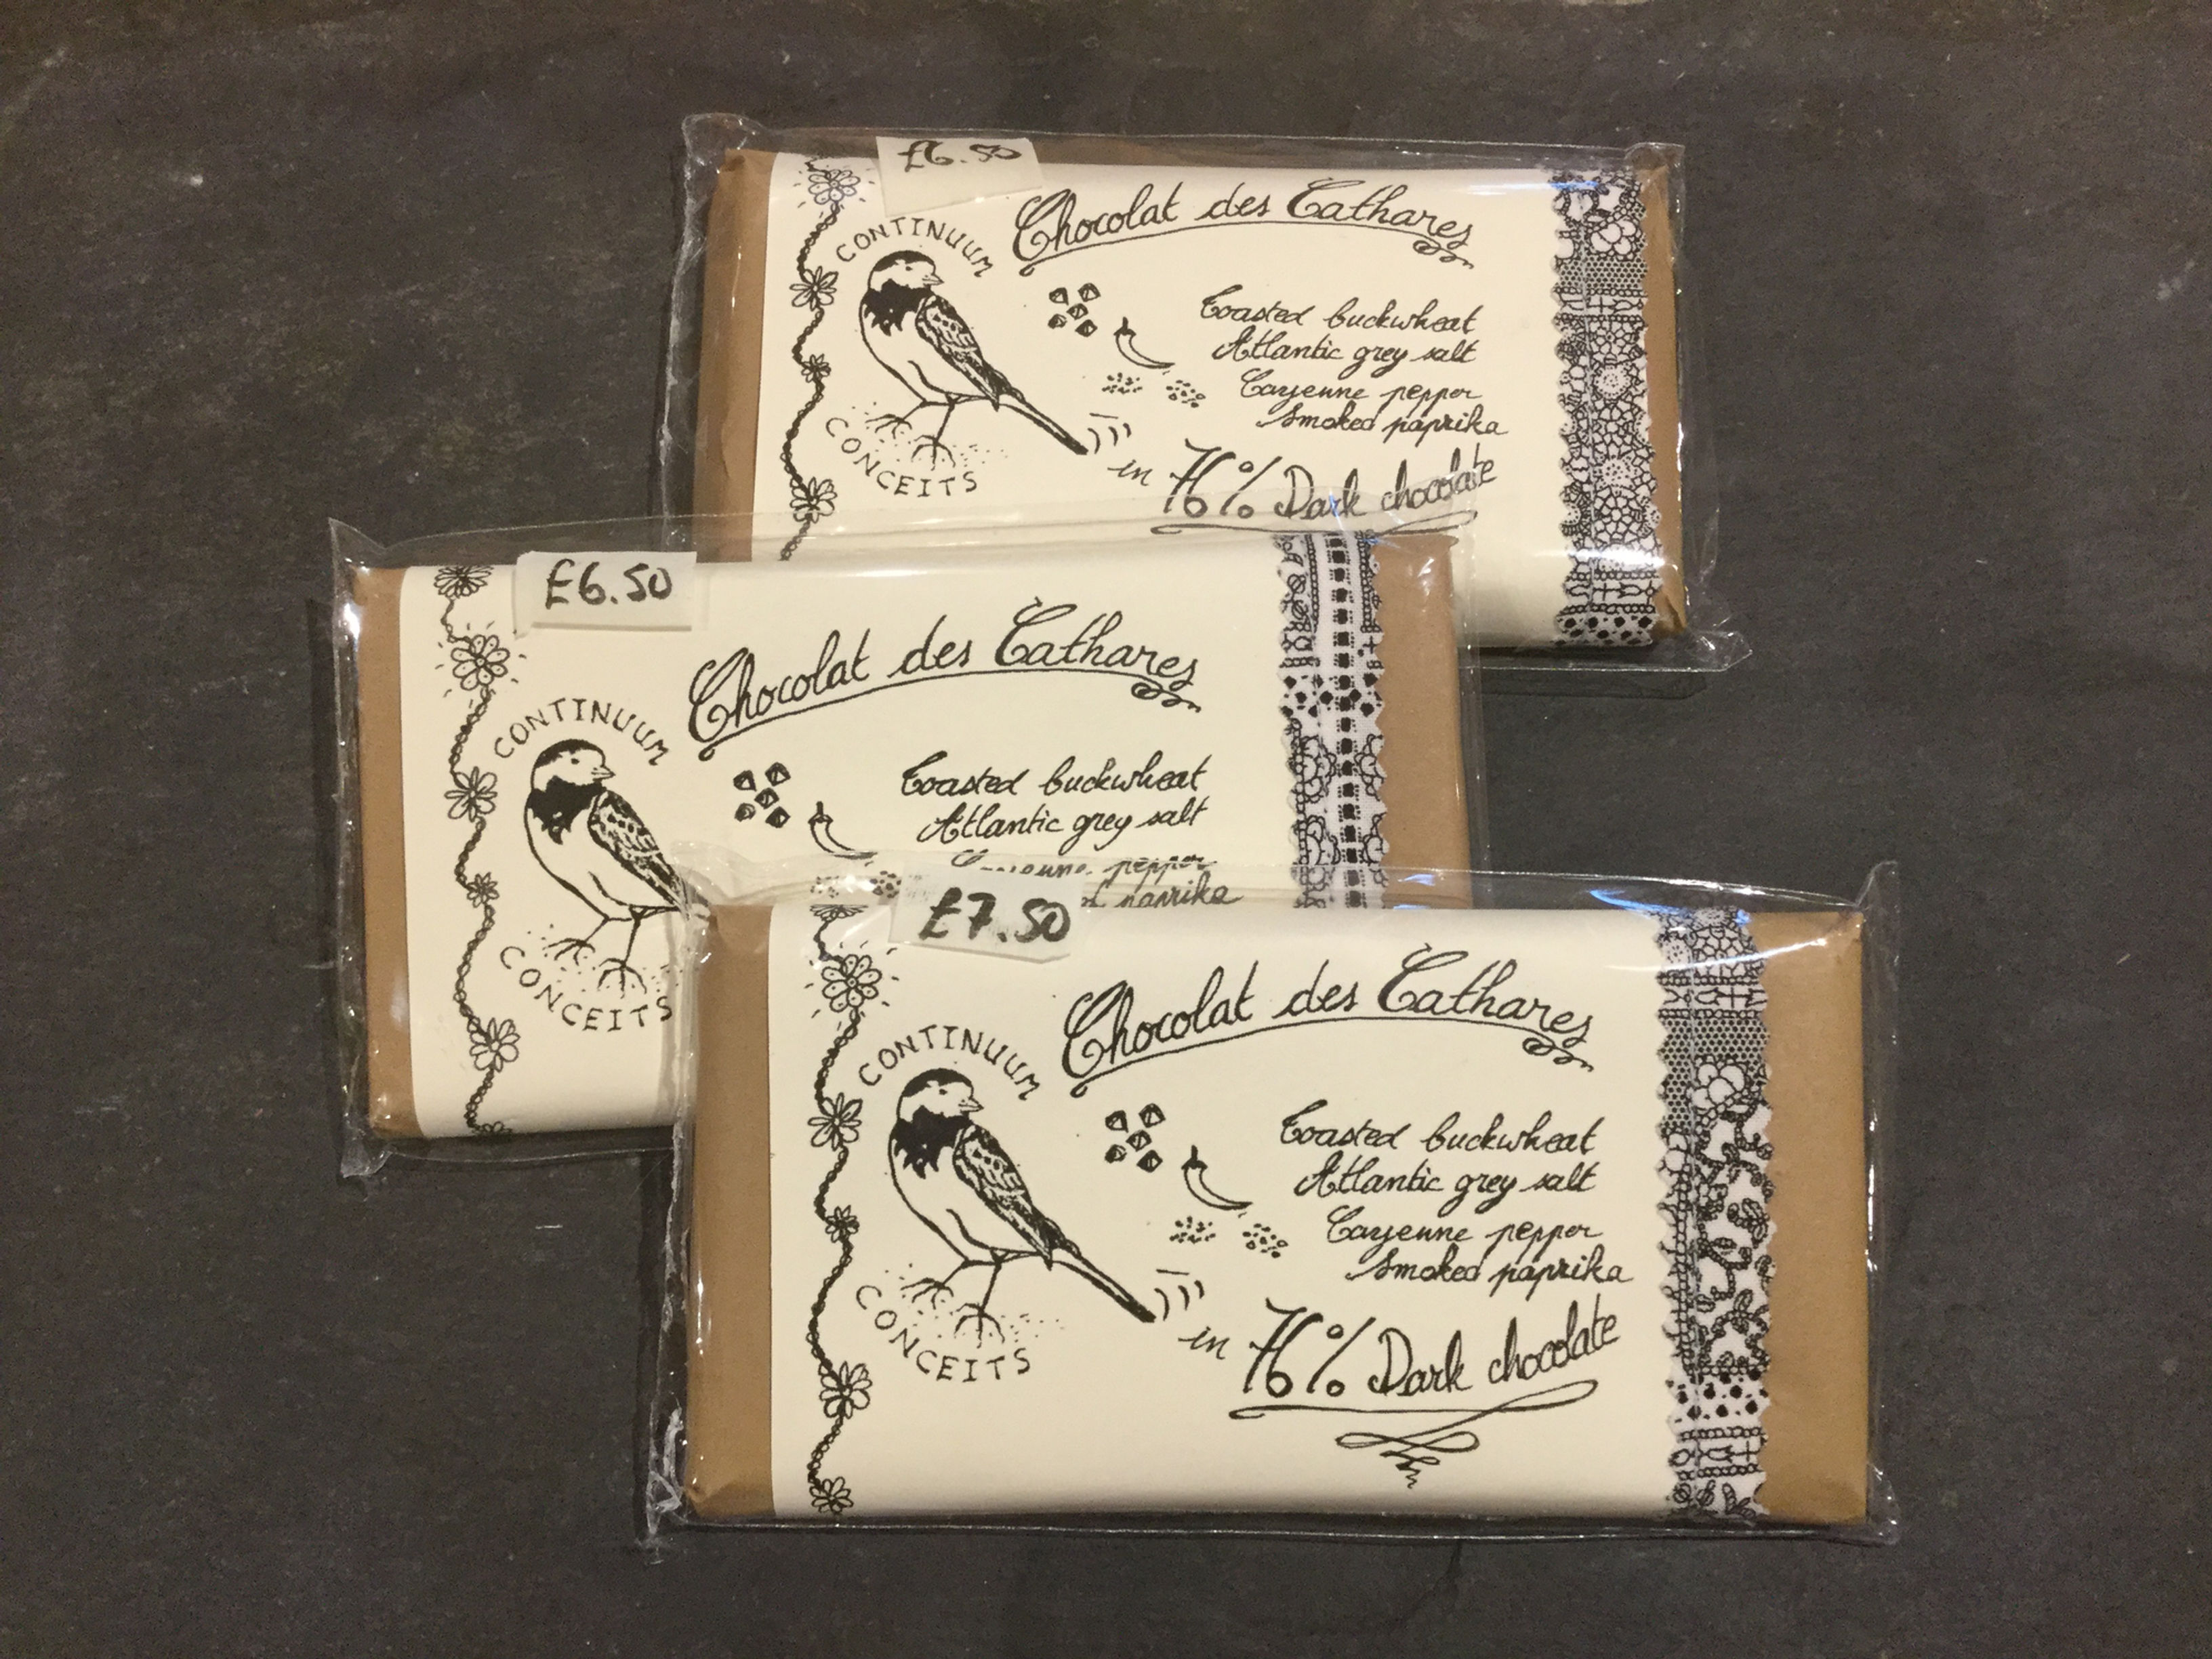 £6.50
CONTINUUM
CONCEITS
Chocolat des Cathares
Toasted buckwheat
Atlantic grey salt
Cayenne pepper
Smoked paprika
in 76% Dark chocolate
£6.50
CONTINUUM
CONCEITS
Chocolat des Cathares
Toasted buckwheat
Atlantic grey salt
pepper
paprika
£7.50
CONTINUUM
CONCEITS
Chocolat des Cathares
Toasted buckwheat
Atlantic grey salt
Cayenne pepper
Smoked paprika
in 76% Dark chocolate